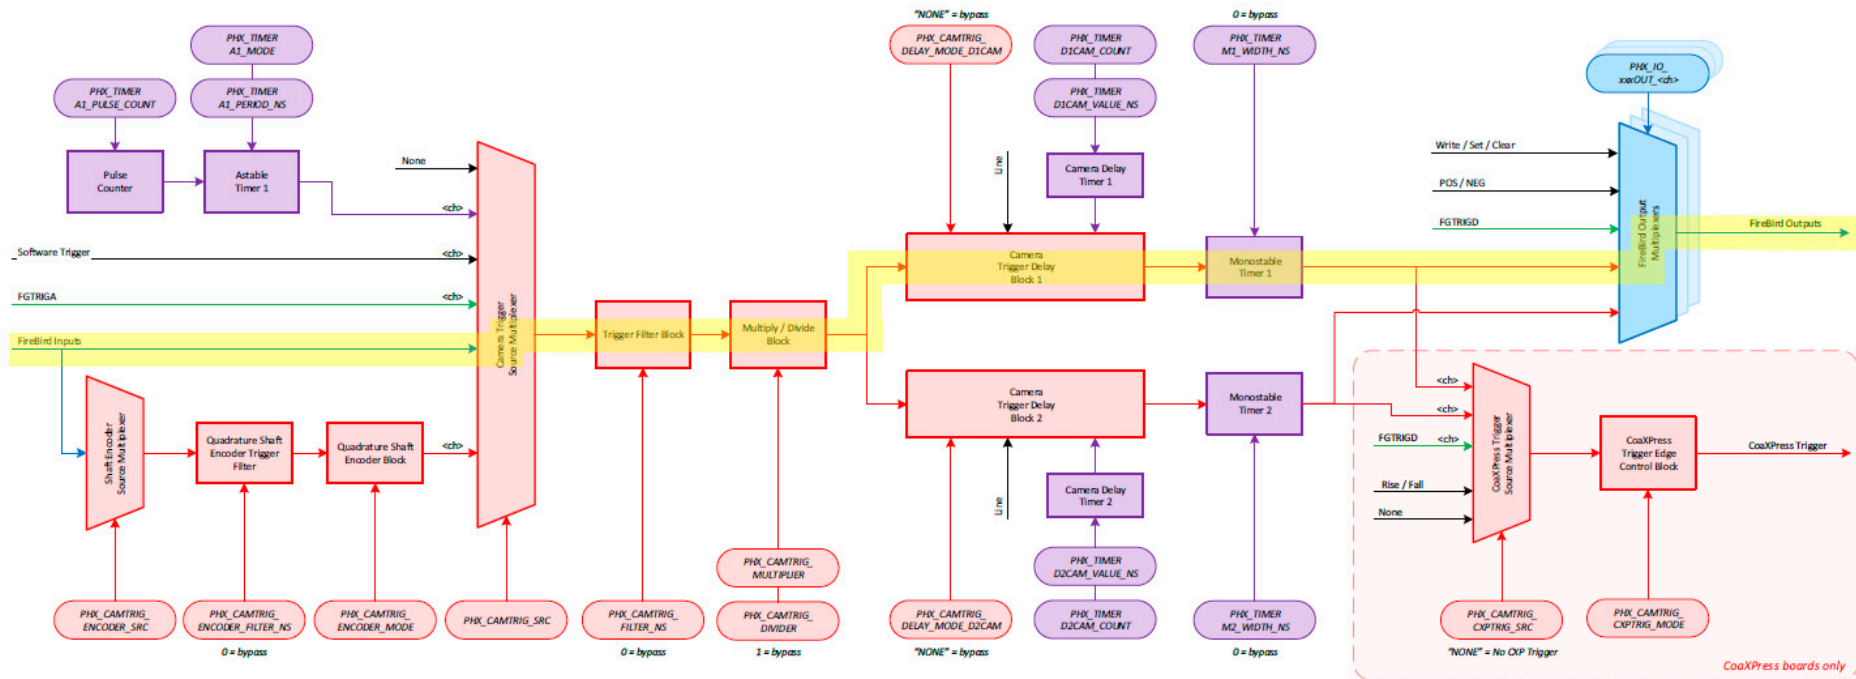 "NONE" = bypass
0 = bypass
PHX_TIMER
A1_MODE
PHX_CAMTRIG_
DELAY_MODE_D1CAM
PHX_TIMER
D1CAM_COUNT
PHX_TIMER
M1_WIDTH_NS
PHX_IO_
xxxOUT_<ch>
PHX_TIMER
A1_PULSE_COUNT
PHX_TIMER
A1_PERIOD_NS
PHX_TIMER
D1CAM_VALUE_NS
None
Pulse
Counter
Astable
Timer 1
Line
Camera Delay
Timer 1
Write / Set / Clear
POS / NEG
FGTRIGD
<ch>
Software Trigger
<ch>
FGTRIGA
<ch>
FireBird Inputs
Camera Trigger
Source Multiplexer
Trigger Filter Block
Multiply / Divide
Block
Camera
Trigger Delay
Block 1
Monostable
Timer 1
FireBird Output
Multiplexers
FireBird Outputs
Shaft Encoder
Source Multiplexer
Quadrature Shaft
Encoder Trigger
Filter
Quadrature Shaft
Encoder Block
<ch>
Camera
Trigger Delay
Block 2
Monostable
Timer 2
<ch>
<ch>
FGTRIGD
<ch>
Rise / Fall
None
CoaXPress Trigger
Source Multiplexer
CoaXPress
Trigger Edge
Control Block
CoaXPress Trigger
Line
Camera Delay
Timer 2
PHX_CAMTRIG_
MULTIPLIER
PHX_TIMER
D2CAM_VALUE_NS
PHX_CAMTRIG_
ENCODER_SRC
PHX_CAMTRIG_
ENCODER_FILTER_NS
PHX_CAMTRIG_
ENCODER_MODE
PHX_CAMTRIG_SRC
PHX_CAMTRIG_
FILTER_NS
PHX_CAMTRIG_
DIVIDER
PHX_CAMTRIG_
DELAY_MODE_D2CAM
PHX_TIMER
D2CAM_COUNT
PHX_TIMER
M2_WIDTH_NS
PHX_CAMTRIG_
CXPTRIG_SRC
PHX_CAMTRIG_
CXPTRIG_MODE
0 = bypass
0 = bypass
1 = bypass
"NONE" = bypass
0 = bypass
"NONE" = No CXP Trigger
CoaXPress boards only